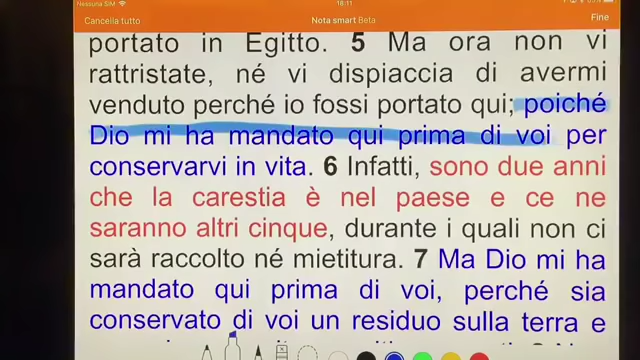 Nessuna SIM
18:11
Cancella tutto
Nota smart Beta
Fine
portato in Egitto. 5 Ma ora non vi
rattristate, né vi dispiaccia di avermi
venduto perché io fossi portato qui; poiché
Dio mi ha mandato qui prima di voi per
conservarvi in vita. 6 Infatti, sono due anni
che la carestia è nel paese e ce ne
saranno altri cinque, durante i quali non ci
sarà raccolto né mietitura. 7 Ma Dio mi ha
mandato qui prima di voi, perché sia
conservato di voi un residuo sulla terra e